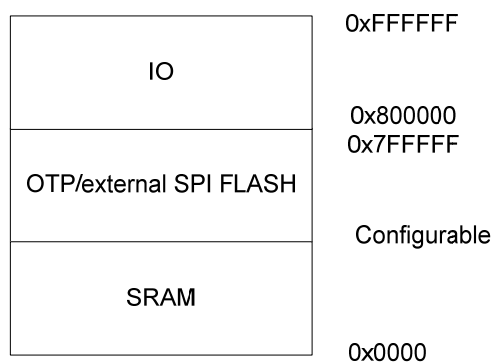 0xFFFFFF
IO
0x800000
0x7FFFFF
OTP/external SPI FLASH
Configurable
SRAM
0x0000